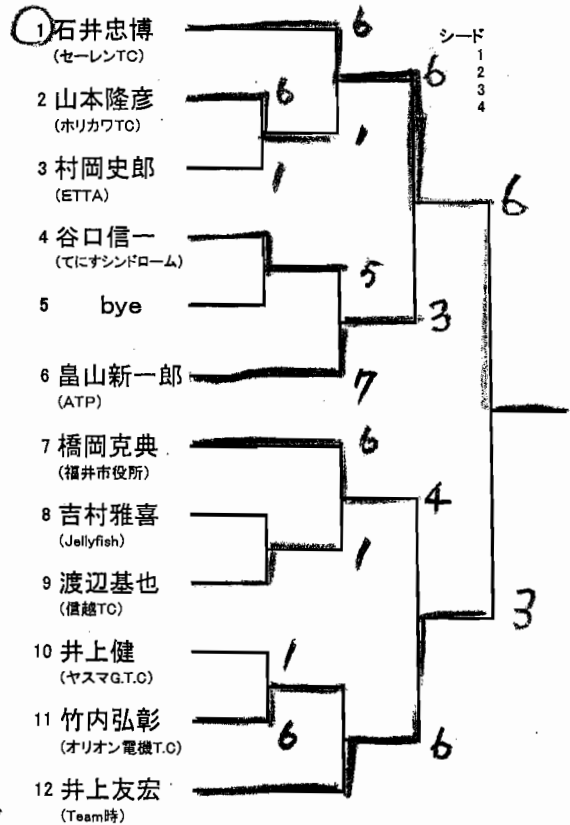 1 石井忠博
(セーレンTC)
6
シード
1
2
3
4
2 山本隆彦
(ホリカワTC)
6
6
1
3 村岡史郎
(ETTA)
1
6
4 谷口信一
(てにすシンドローム)
5
5 bye
3
6 畠山新一郎
(ATP)
7
7 橋岡克典
(福井市役所)
6
4
8 吉村雅喜
(Jellyfish)
1
9 渡辺基也
(信越TC)
3
10 井上健
(ヤスマG.T.C)
1
11 竹内弘彰
(オリオン電機T.C)
6
6
12 井上友宏
(Team時)